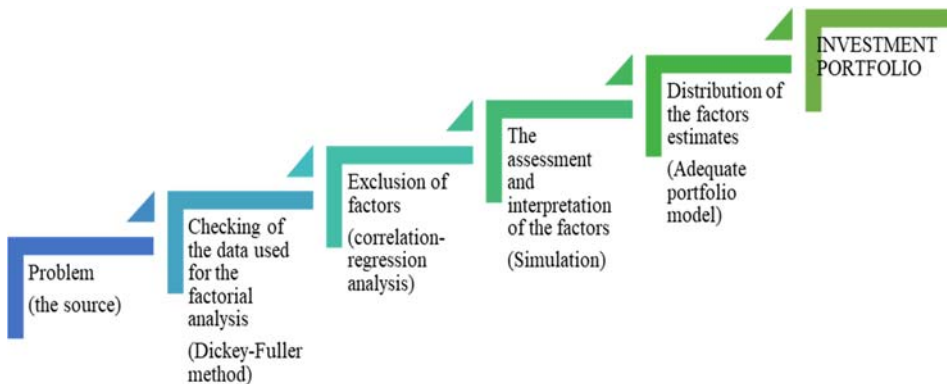 Problem
(the source)
Checking of
the data used
for the
factorial
analysis
(Dickey-Fuller
method)
Exclusion of
factors
(correlation-
regression
analysis)
The
assessment
and
interpretation
of the factors
(Simulation)
Distribution of
the factors
estimates
(Adequate
portfolio
model)
INVESTMENT
PORTFOLIO